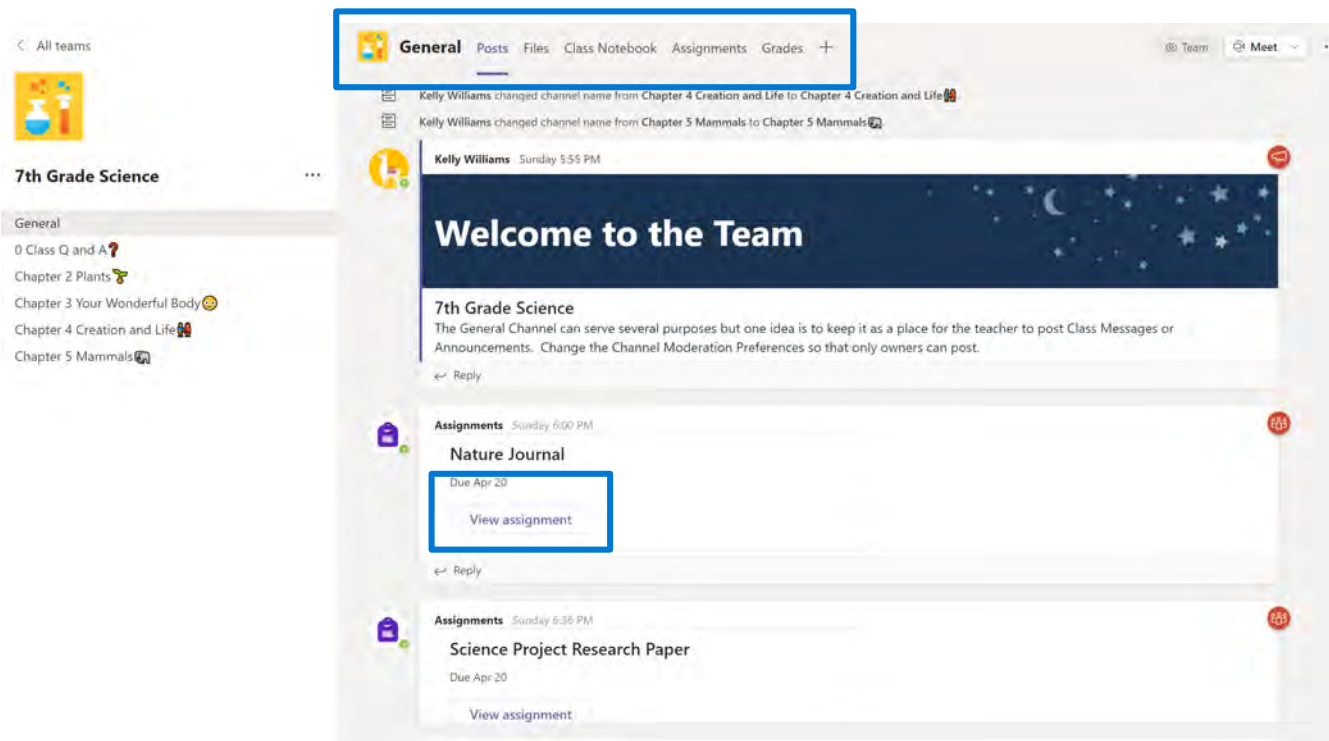 All teams
7th Grade Science
...
General
0 Class Q and A❓
Chapter 2 Plants
Chapter 3 Your Wonderful Body
Chapter 4 Creation and Life
Chapter 5 Mammals
General Posts Files Class Notebook Assignments Grades +
Team Meet
Kelly Williams changed channel name from Chapter 4 Creation and Life to Chapter 4 Creation and Life
Kelly Williams changed channel name from Chapter 5 Mammals to Chapter 5 Mammals
Kelly Williams Sunday 5:55 PM
Welcome to the Team
7th Grade Science
The General Channel can serve several purposes but one idea is to keep it as a place for the teacher to post Class Messages or
Announcements. Change the Channel Moderation Preferences so that only owners can post.
Reply
Assignments Sunday 6:00 PM
Nature Journal
Due Apr 20
View assignment
Reply
Assignments Sunday 6:36 PM
Science Project Research Paper
Due Apr 20
View assignment